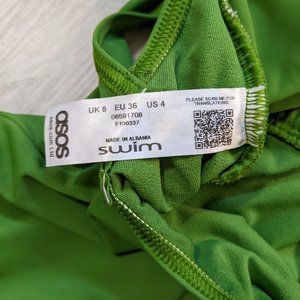 asos
asos.com Ltd
UK 8 EU 36 US 4
06591708
F100337
MADE IN ALBANIA
swim
PLEASE SCAN ME FOR
TRANSLATIONS.